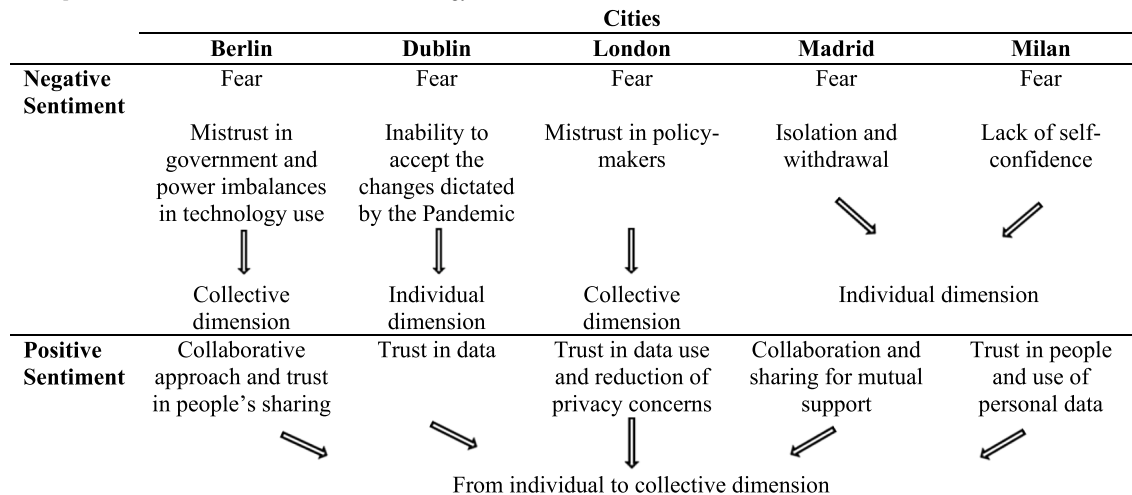 Cities
Berlin Dublin London Madrid Milan
Negative Fear Fear Fear Fear Fear
Sentiment
Mistrust in Inability to Mistrust in policy- Isolation and Lack of self-
government and accept the makers withdrawal confidence
power imbalances changes dictated
in technology use by the Pandemic
Collective Individual Collective Individual dimension
dimension dimension dimension
Positive Collaborative Trust in data Trust in data use Collaboration and Trust in people
Sentiment approach and trust and reduction of sharing for mutual and use of
in people’s sharing privacy concerns support personal data
From individual to collective dimension